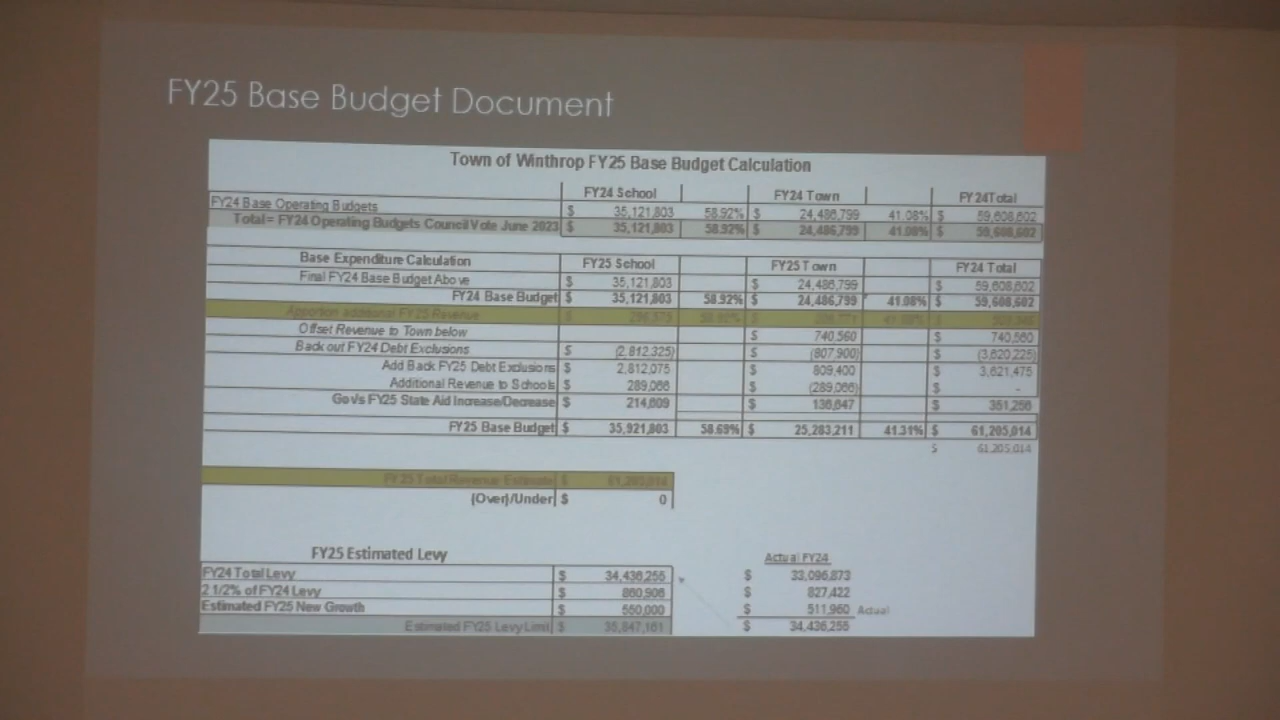 FY25 Base Budget Document
Town of Winthrop FY25 Base Budget Calculation
FY24 School FY24 Town FY24Total
FY24 Base Operating Budgets $ 35,121,803 58.92% $ 24,486,799 41.08% $ 59,608,602
Total= FY24 Operating Budgets Council Vote June 2023 $ 35,121,803 58.92% $ 24,486,799 41.08% $ 59,608,602
Base Expenditure Calculation FY25 School FY25 Town FY24 Total
Final FY24 Base Budget Above $ 35,121,803 $ 24,486,799 $ 59,608,602
FY24 Base Budget $ 35,121,803 58.92% $ 24,486,799 41.08% $ 59,608,602
Apportion additional FY25 Revenue $ $ $
Offset Revenue to Town below $ 740,560 $ 740,560
Back out FY24 Debt Exclusions $ (2,812,325) $ (807,900) $ (3,620,225)
Add Back FY25 Debt Exclusions $ 2,812,075 $ 809,400 $ 3,621,475
Additional Revenue to Schools $ 289,066 $ (289,066) $ -
Gov's FY25 State Aid Increase/Decrease $ 214,609 $ 136,647 $ 351,256
FY25 Base Budget $ 35,921,803 58.69% $ 25,283,211 41.31% $ 61,205,014
$ 61,205,014
FY25 Total Revenue Estimate $ 61,205,014
(Over)/Under $ 0
FY25 Estimated Levy Actual FY24
FY24 Total Levy $ 34,436,255 $ 33,096,873
2 1/2% of FY24 Levy $ 860,906 $ 827,422
Estimated FY25 New Growth $ 550,000 $ 511,960 Actual
Estimated FY25 Levy Limit $ 35,847,161 $ 34,436,255